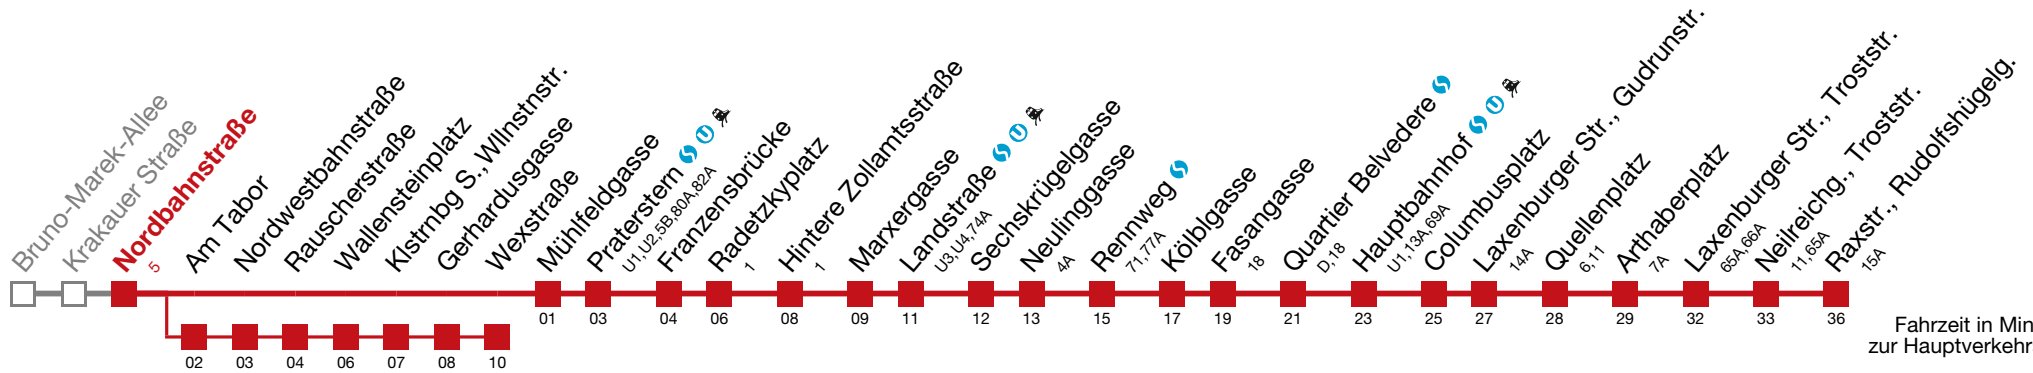 Bruno-Marek-Allee
Krakauer Straße
Nordbahnstraße
5
Am Tabor
Nordwestbahnstraße
Rauscherstraße
Wallensteinplatz
Klstrnbg S., Wllnstnstr.
Gerhardusgasse
Wexstraße
Mühlfeldgasse
Praterstern
U1,U2,5B,80A,82A
Franzensbrücke
Radetzkyplatz
1
Hintere Zollamtsstraße
1
Marxergasse
Landstraße
U3,U4,74A
Sechskrügelgasse
Neulinggasse
4A
Rennweg
71,77A
Kölblgasse
Fasangasse
18
Quartier Belvedere
D,18
Hauptbahnhof
U1,13A,69A
Columbusplatz
Laxenburger Str., Gudrunstr.
14A
Quellenplatz
6,11
Arthaberplatz
7A
Laxenburger Str., Troststr.
65A,66A
Neilreichg., Troststr.
11,65A
Raxstr., Rudolfshügelg.
15A
01 03 04 06 08 09 11 12 13 15 17 19 21 23 25 27 28 29 32 33 36
02 03 04 06 07 08 10
Fahrzeit in Min
zur Hauptverkehr